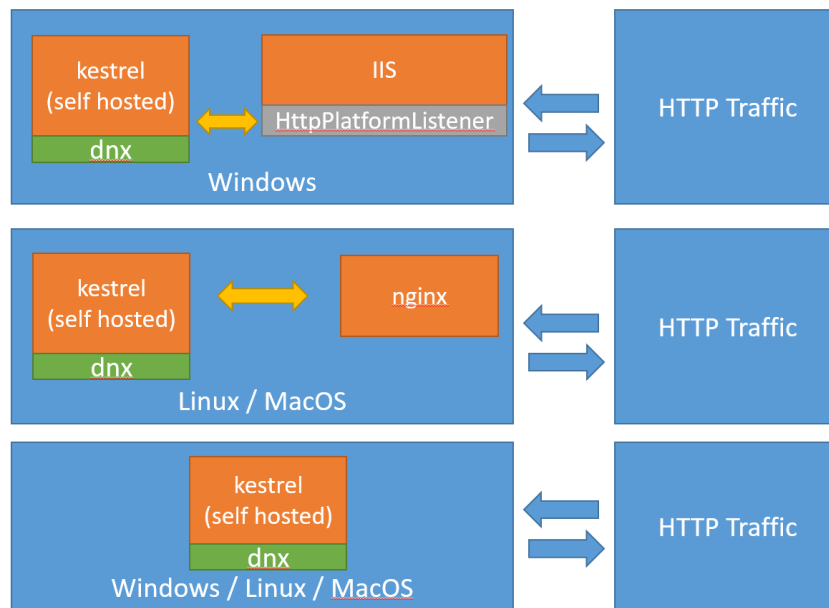 kestrel
(self hosted)
dnx
IIS
HttpPlatformListener
Windows
HTTP Traffic
kestrel
(self hosted)
dnx
nginx
Linux / MacOS
HTTP Traffic
kestrel
(self hosted)
dnx
Windows / Linux / MacOS
HTTP Traffic